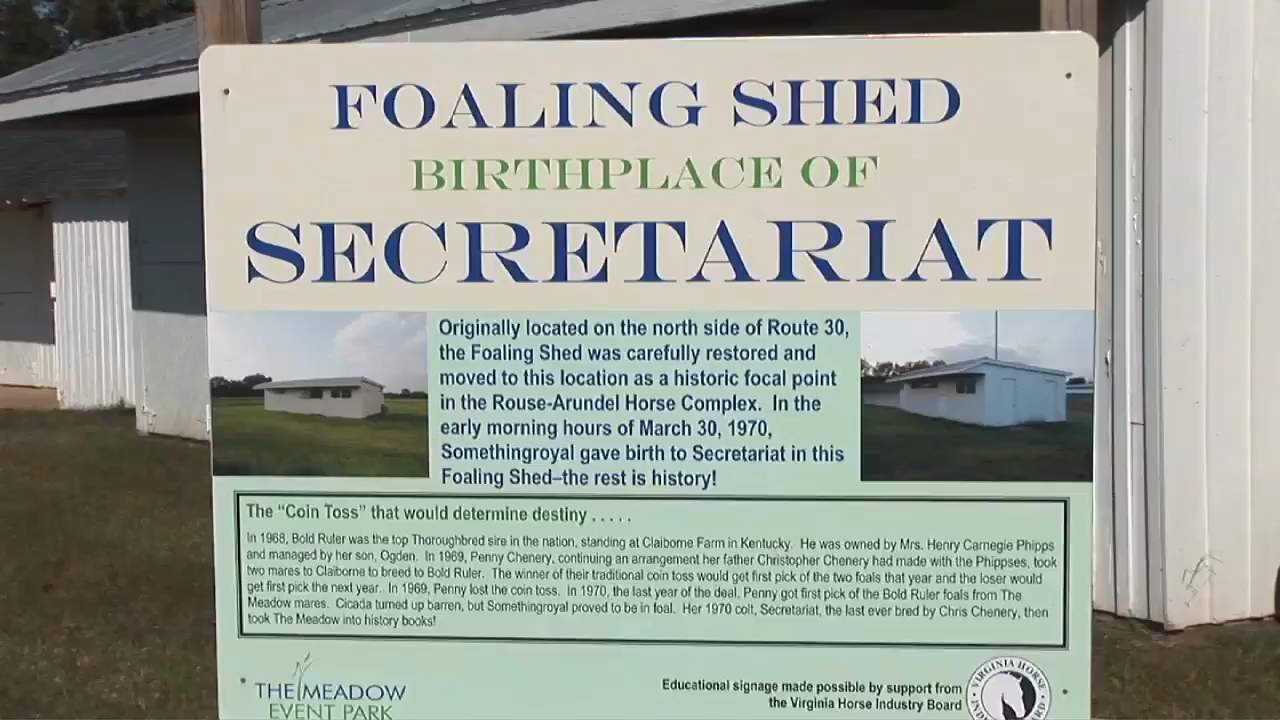 FOALING SHED
BIRTHPLACE OF
SECRETARIAT
Originally located on the north side of Route 30,
the Foaling Shed was carefully restored and
moved to this location as a historic focal point
in the Rouse-Arundel Horse Complex. In the
early morning hours of March 30, 1970,
Somethingroyal gave birth to Secretariat in this
Foaling Shed–the rest is history!
The “Coin Toss” that would determine destiny . . . . .
In 1968, Bold Ruler was the top Thoroughbred sire in the nation, standing at Claiborne Farm in Kentucky. He was owned by Mrs. Henry Carnegie Phipps
and managed by her son, Ogden. In 1969, Penny Chenery, continuing an arrangement her father Christopher Chenery had made with the Phippses, took
two mares to Claiborne to breed to Bold Ruler. The winner of their traditional coin toss would get first pick of the two foals that year and the loser would
get first pick the next year. In 1969, Penny lost the coin toss. In 1970, the last year of the deal, Penny got first pick of the Bold Ruler foals from The
Meadow mares. Cicada turned up barren, but Somethingroyal proved to be in foal. Her 1970 colt, Secretariat, the last ever bred by Chris Chenery, then
took The Meadow into history books!
THE MEADOW
EVENT PARK
Educational signage made possible by support from
the Virginia Horse Industry Board
VIRGINIA HORSE